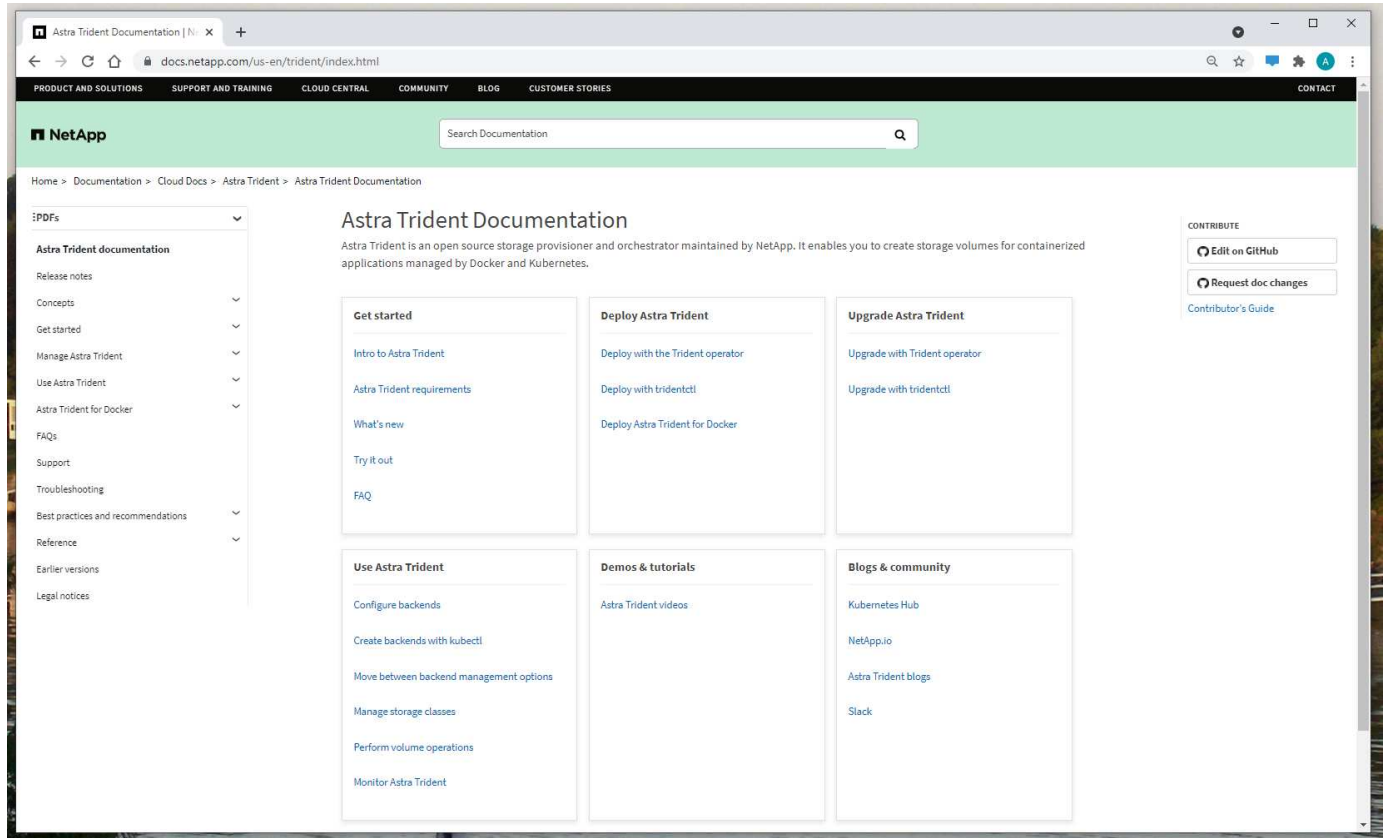 Astra Trident Documentation | N
docs.netapp.com/us-en/trident/index.html
A
PRODUCT AND SOLUTIONS SUPPORT AND TRAINING CLOUD CENTRAL COMMUNITY BLOG CUSTOMER STORIES CONTACT
NetApp
Search Documentation
Home > Documentation > Cloud Docs > Astra Trident > Astra Trident Documentation
PDFs
Astra Trident documentation
Release notes
Concepts
Get started
Manage Astra Trident
Use Astra Trident
Astra Trident for Docker
FAQs
Support
Troubleshooting
Best practices and recommendations
Reference
Earlier versions
Legal notices
Astra Trident Documentation
Astra Trident is an open source storage provisioner and orchestrator maintained by NetApp. It enables you to create storage volumes for containerized
applications managed by Docker and Kubernetes.
Get started
Intro to Astra Trident
Astra Trident requirements
What's new
Try it out
FAQ
Deploy Astra Trident
Deploy with the Trident operator
Deploy with tridentctl
Deploy Astra Trident for Docker
Upgrade Astra Trident
Upgrade with Trident operator
Upgrade with tridentctl
Use Astra Trident
Configure backends
Create backends with kubectl
Move between backend management options
Manage storage classes
Perform volume operations
Monitor Astra Trident
Demos & tutorials
Astra Trident videos
Blogs & community
Kubernetes Hub
NetApp.io
Astra Trident blogs
Slack
CONTRIBUTE
Edit on GitHub
Request doc changes
Contributor's Guide